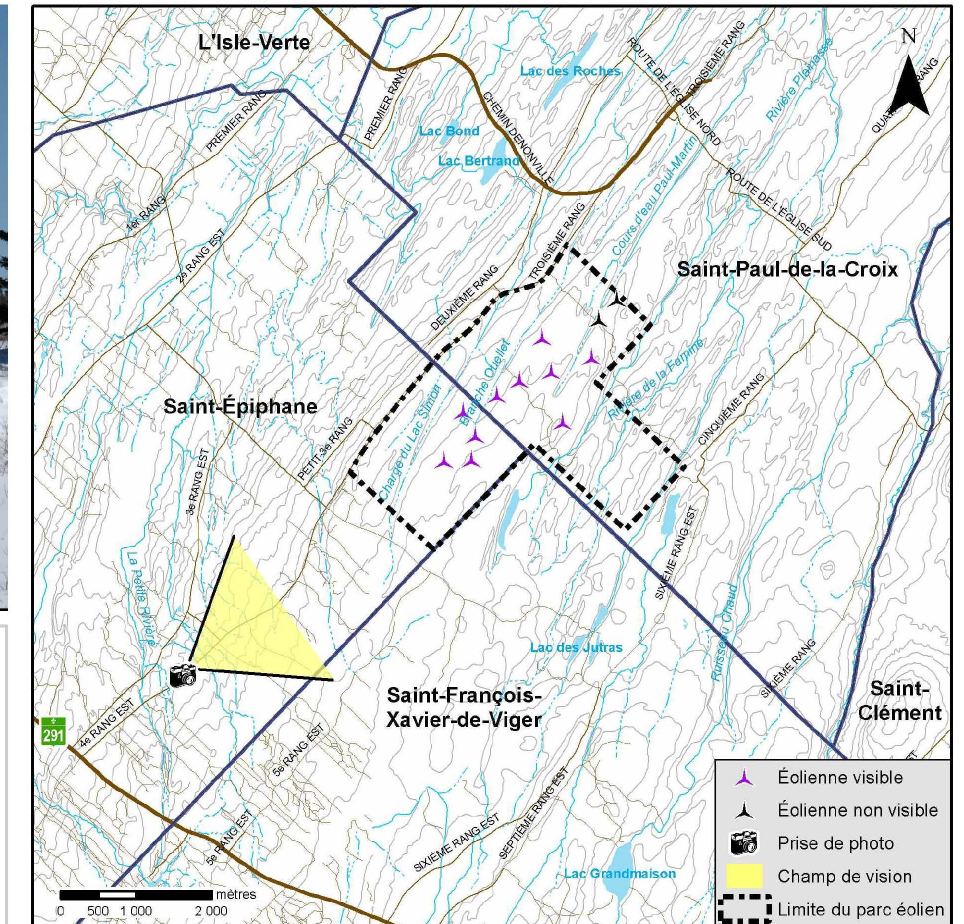 L'Isle-Verte
N
Lac des Roches
ROUTE DE L'ÉGLISE NORD
TROISIÈME RANG
Rivière Plainasse
PREMIER RANG
PREMIER RANG
CHEMIN DENONVILLE
Lac Bond
Lac Bertrand
Cours d'eau Paul-Martin
ROUTE DE L'ÉGLISE SUD
1er RANG
2e RANG EST
TROISIÈME RANG
Saint-Paul-de-la-Croix
DEUXIÈME RANG
Branche Ouellet
Rivière de la Femme
Saint-Épiphane
Charge du Lac Simon
CINQUIÈME RANG
PETIT-3e RANG
3e RANG EST
SIXIÈME RANG EST
La Petite Rivière
Ruisseau Chaud
Lac des Jutras
SIXIÈME RANG
Saint-François-
Xavier-de-Viger
Saint-
Clément
4e RANG EST
291
5e RANG EST
5e RANG EST
SIXIÈME RANG EST
SEPTIÈME RANG EST
Lac Grandmaison
Éolienne visible
Éolienne non visible
Prise de photo
Champ de vision
Limite du parc éolien
mètres
0 500 1 000 2 000